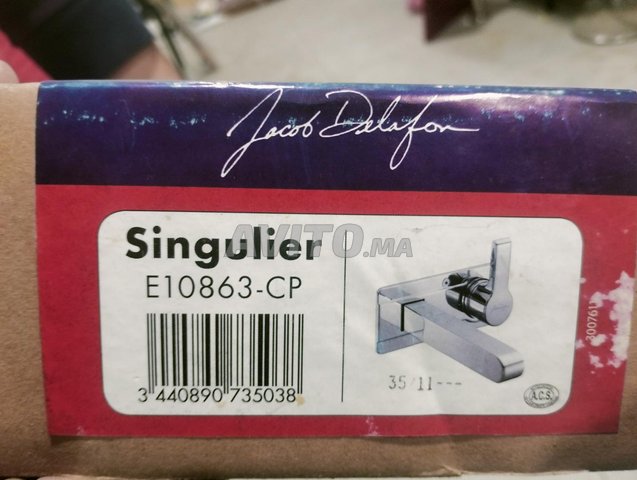 Jacob Delafon
Singulier
AVITO.MA
E10863-CP
3 440890 735038
35/11---
A.C.S.